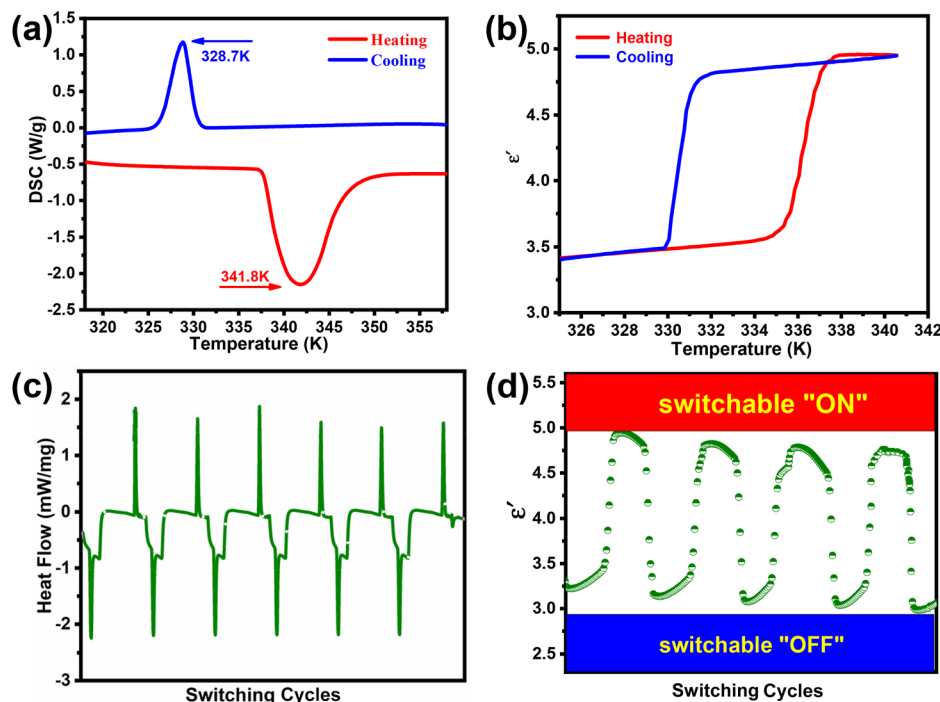 (a)
1.5
1.0
0.5
0.0
-0.5
-1.0
-1.5
-2.0
-2.5
DSC (W/g)
328.7K
Heating
Cooling
341.8K
320 325 330 335 340 345 350 355
Temperature (K)
(b)
5.0
4.5
4.0
3.5
3.0
ε′
Heating
Cooling
326 328 330 332 334 336 338 340 342
Temperature (K)
(c)
2
1
0
-1
-2
-3
Heat Flow (mW/mg)
Switching Cycles
(d)
5.5
5.0
4.5
4.0
3.5
3.0
2.5
ε′
switchable "ON"
switchable "OFF"
Switching Cycles